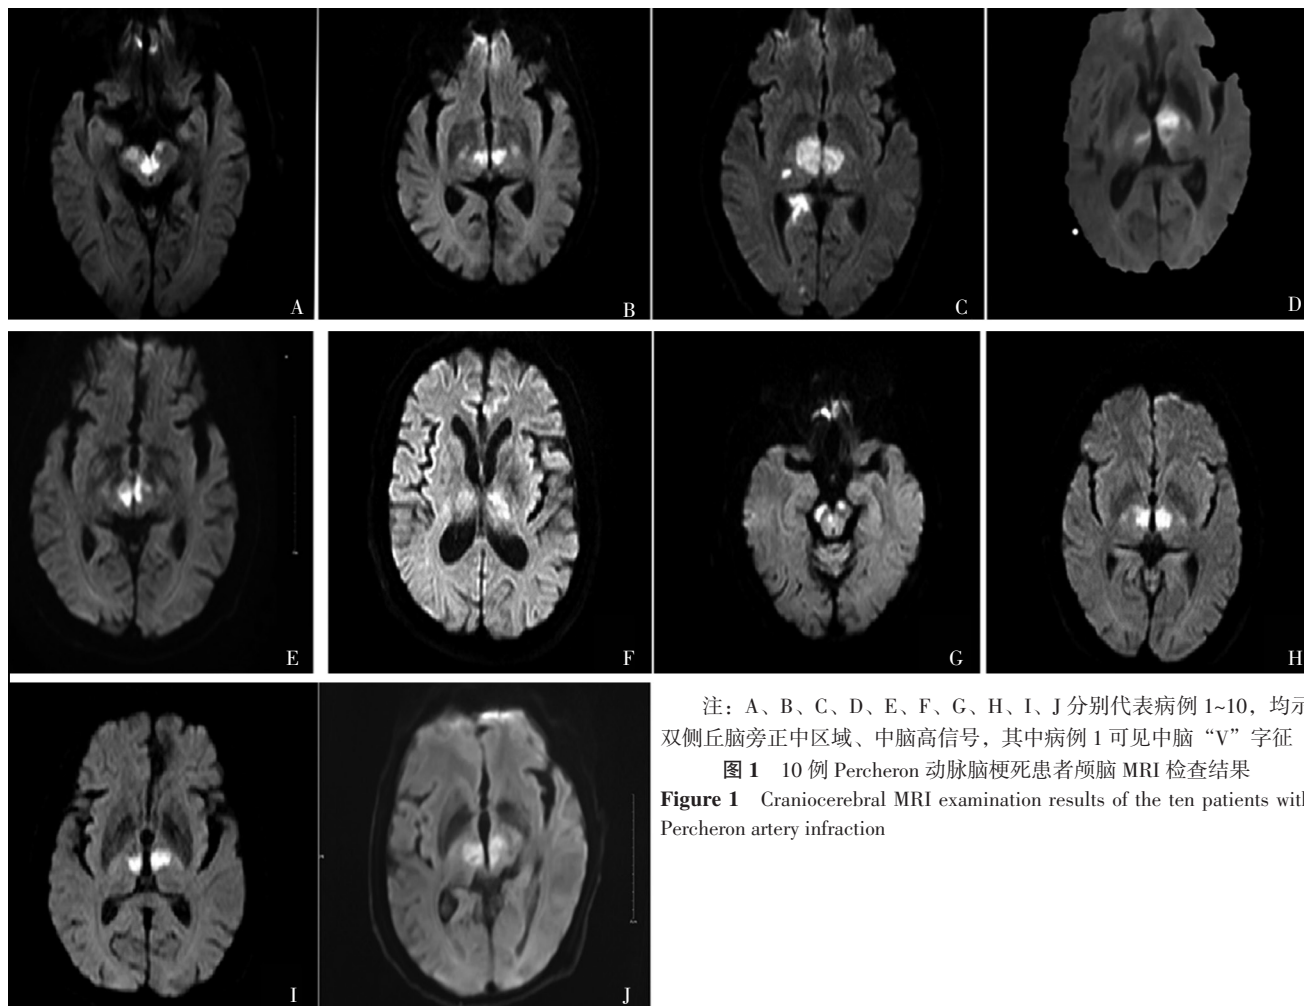 A
B
C
D
E
F
G
H
I
J
注：A、B、C、D、E、F、G、H、I、J 分别代表病例 1~10，均示
双侧丘脑旁正中区域、中脑高信号，其中病例 1 可见中脑“V”字征
图 1 10 例 Percheron 动脉脑梗死患者颅脑 MRI 检查结果
Figure 1 Craniocerebral MRI examination results of the ten patients with
Percheron artery infraction